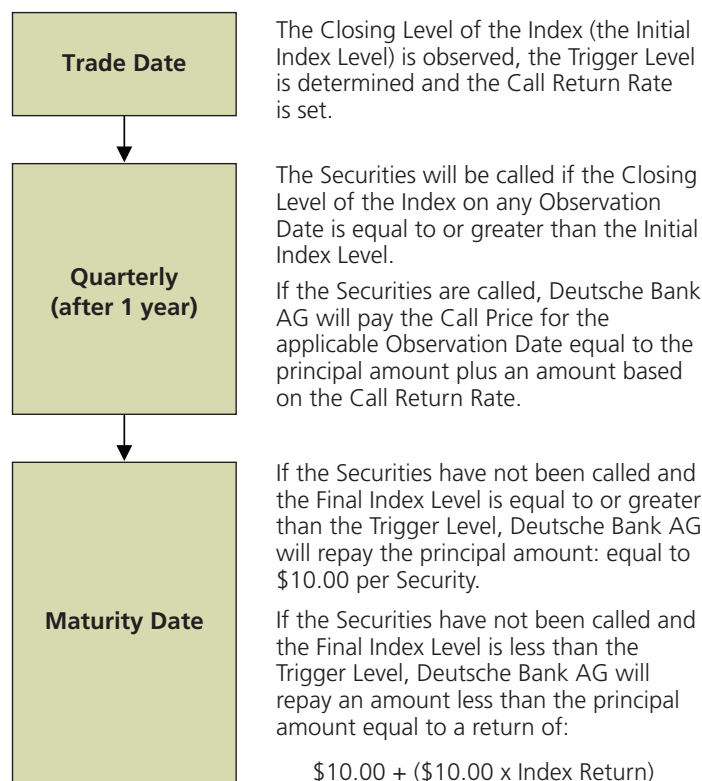 Trade Date
The Closing Level of the Index (the Initial
Index Level) is observed, the Trigger Level
is determined and the Call Return Rate
is set.
Quarterly
(after 1 year)
The Securities will be called if the Closing
Level of the Index on any Observation
Date is equal to or greater than the Initial
Index Level.
If the Securities are called, Deutsche Bank
AG will pay the Call Price for the
applicable Observation Date equal to the
principal amount plus an amount based
on the Call Return Rate.
Maturity Date
If the Securities have not been called and
the Final Index Level is equal to or greater
than the Trigger Level, Deutsche Bank AG
will repay the principal amount: equal to
$10.00 per Security.
If the Securities have not been called and
the Final Index Level is less than the
Trigger Level, Deutsche Bank AG will
repay an amount less than the principal
amount equal to a return of:
$10.00 + ($10.00 x Index Return)